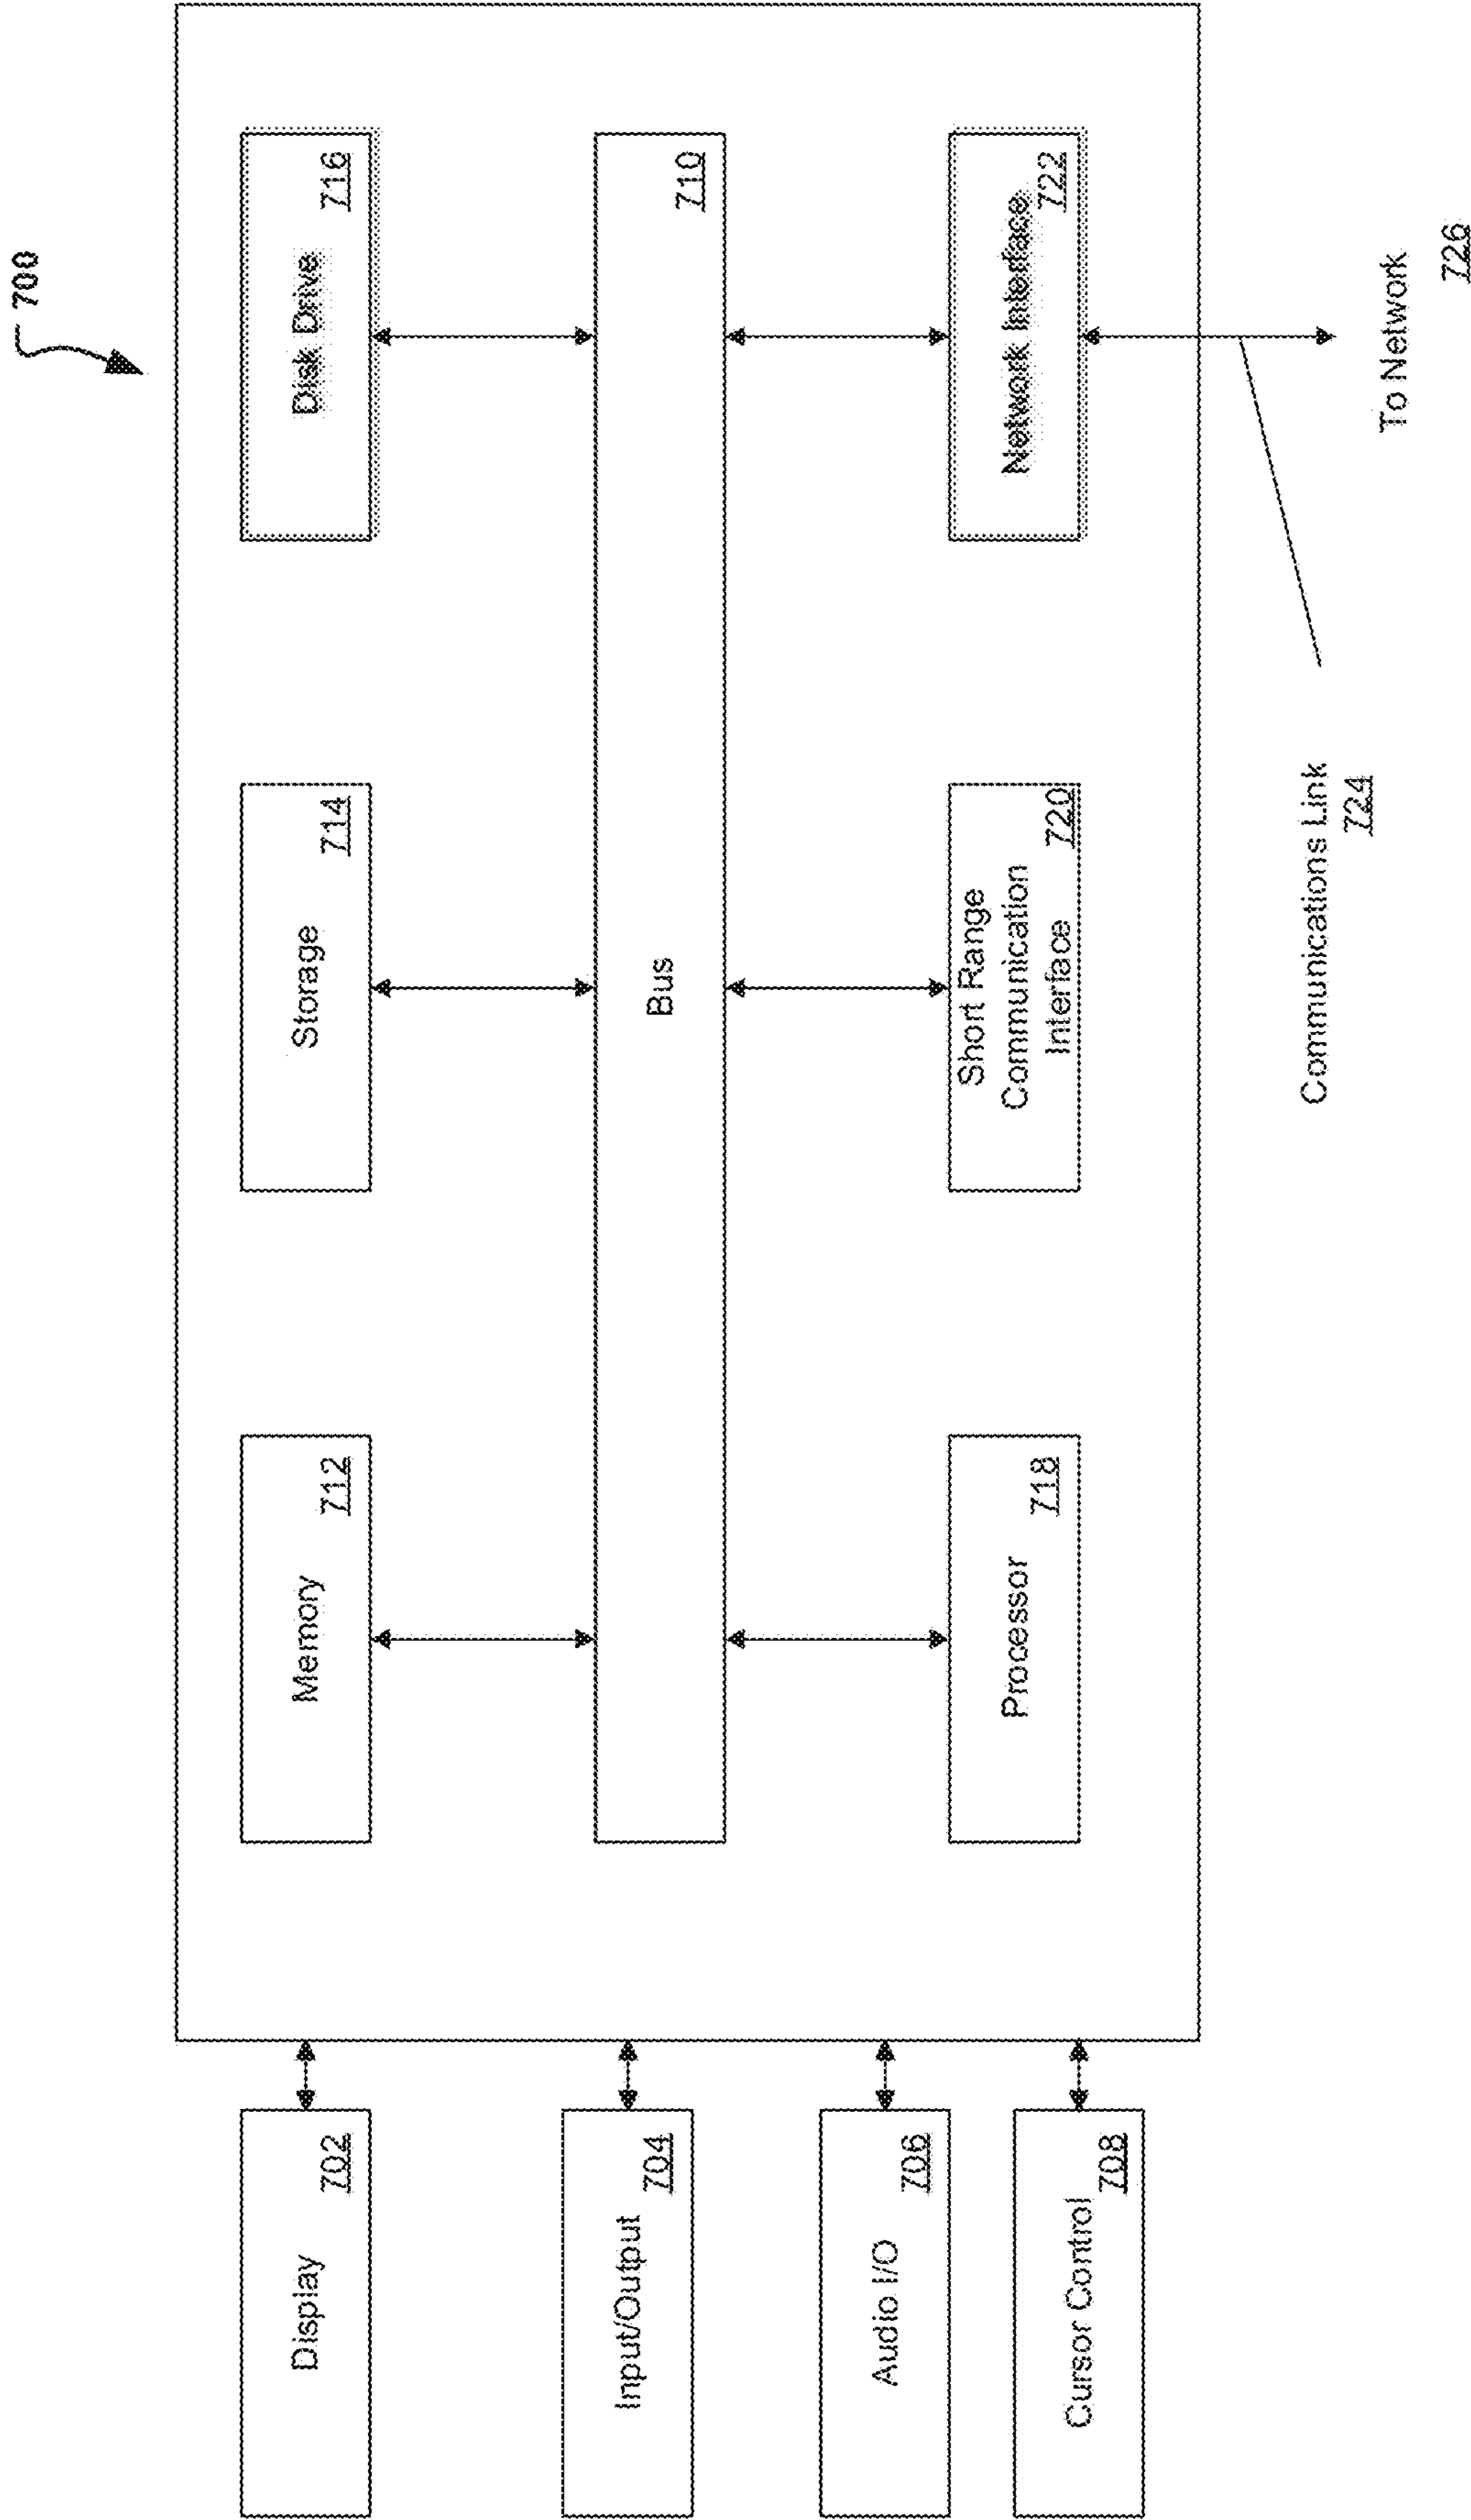 700
Display
702
Memory
712
Storage
714
Disk Drive
716
Input/Output
704
Bus
710
Audio I/O
706
Cursor Control
708
Processor
718
Short Range
Communication
Interface
720
Network Interface
722
Communications Link
724
To Network
726